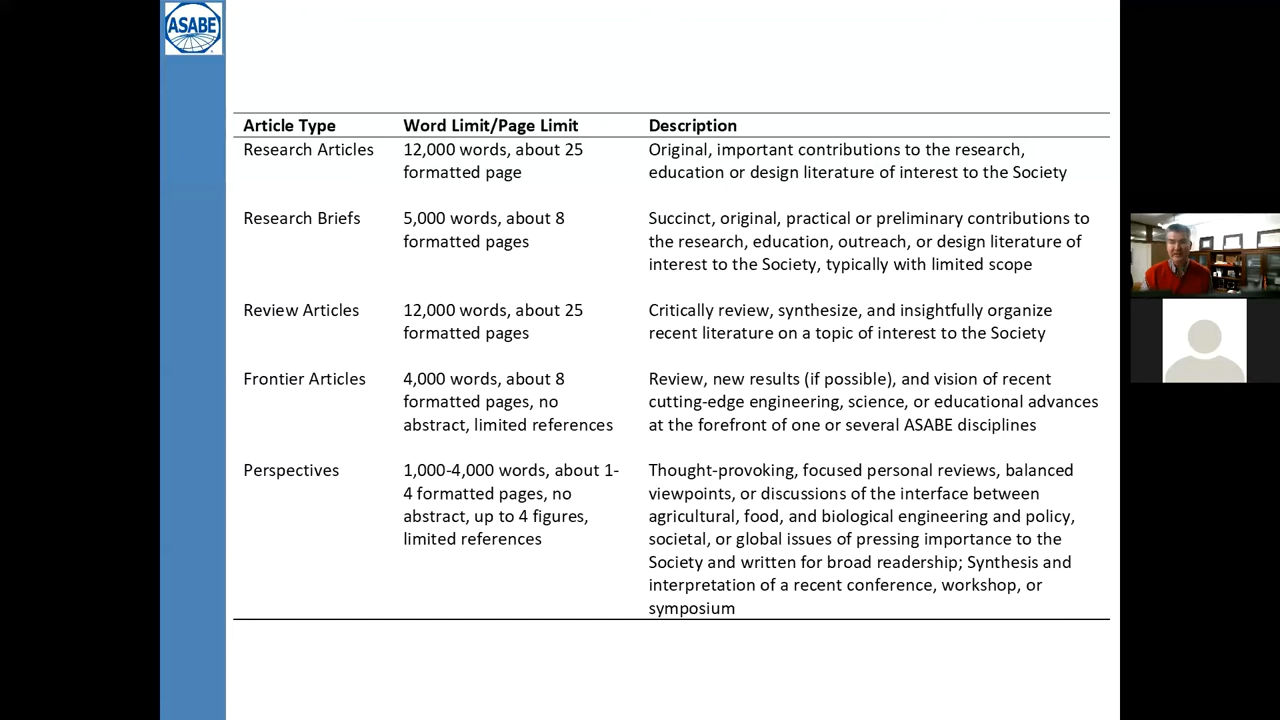 ASABE
Article Type Word Limit/Page Limit Description
Research Articles 12,000 words, about 25 Original, important contributions to the research,
formatted page education or design literature of interest to the Society
Research Briefs 5,000 words, about 8 Succinct, original, practical or preliminary contributions to
formatted pages the research, education, outreach, or design literature of
interest to the Society, typically with limited scope
Review Articles 12,000 words, about 25 Critically review, synthesize, and insightfully organize
formatted pages recent literature on a topic of interest to the Society
Frontier Articles 4,000 words, about 8 Review, new results (if possible), and vision of recent
formatted pages, no cutting-edge engineering, science, or educational advances
abstract, limited references at the forefront of one or several ASABE disciplines
Perspectives 1,000-4,000 words, about 1- Thought-provoking, focused personal reviews, balanced
4 formatted pages, no viewpoints, or discussions of the interface between
abstract, up to 4 figures, agricultural, food, and biological engineering and policy,
limited references societal, or global issues of pressing importance to the
Society and written for broad readership; Synthesis and
interpretation of a recent conference, workshop, or
symposium